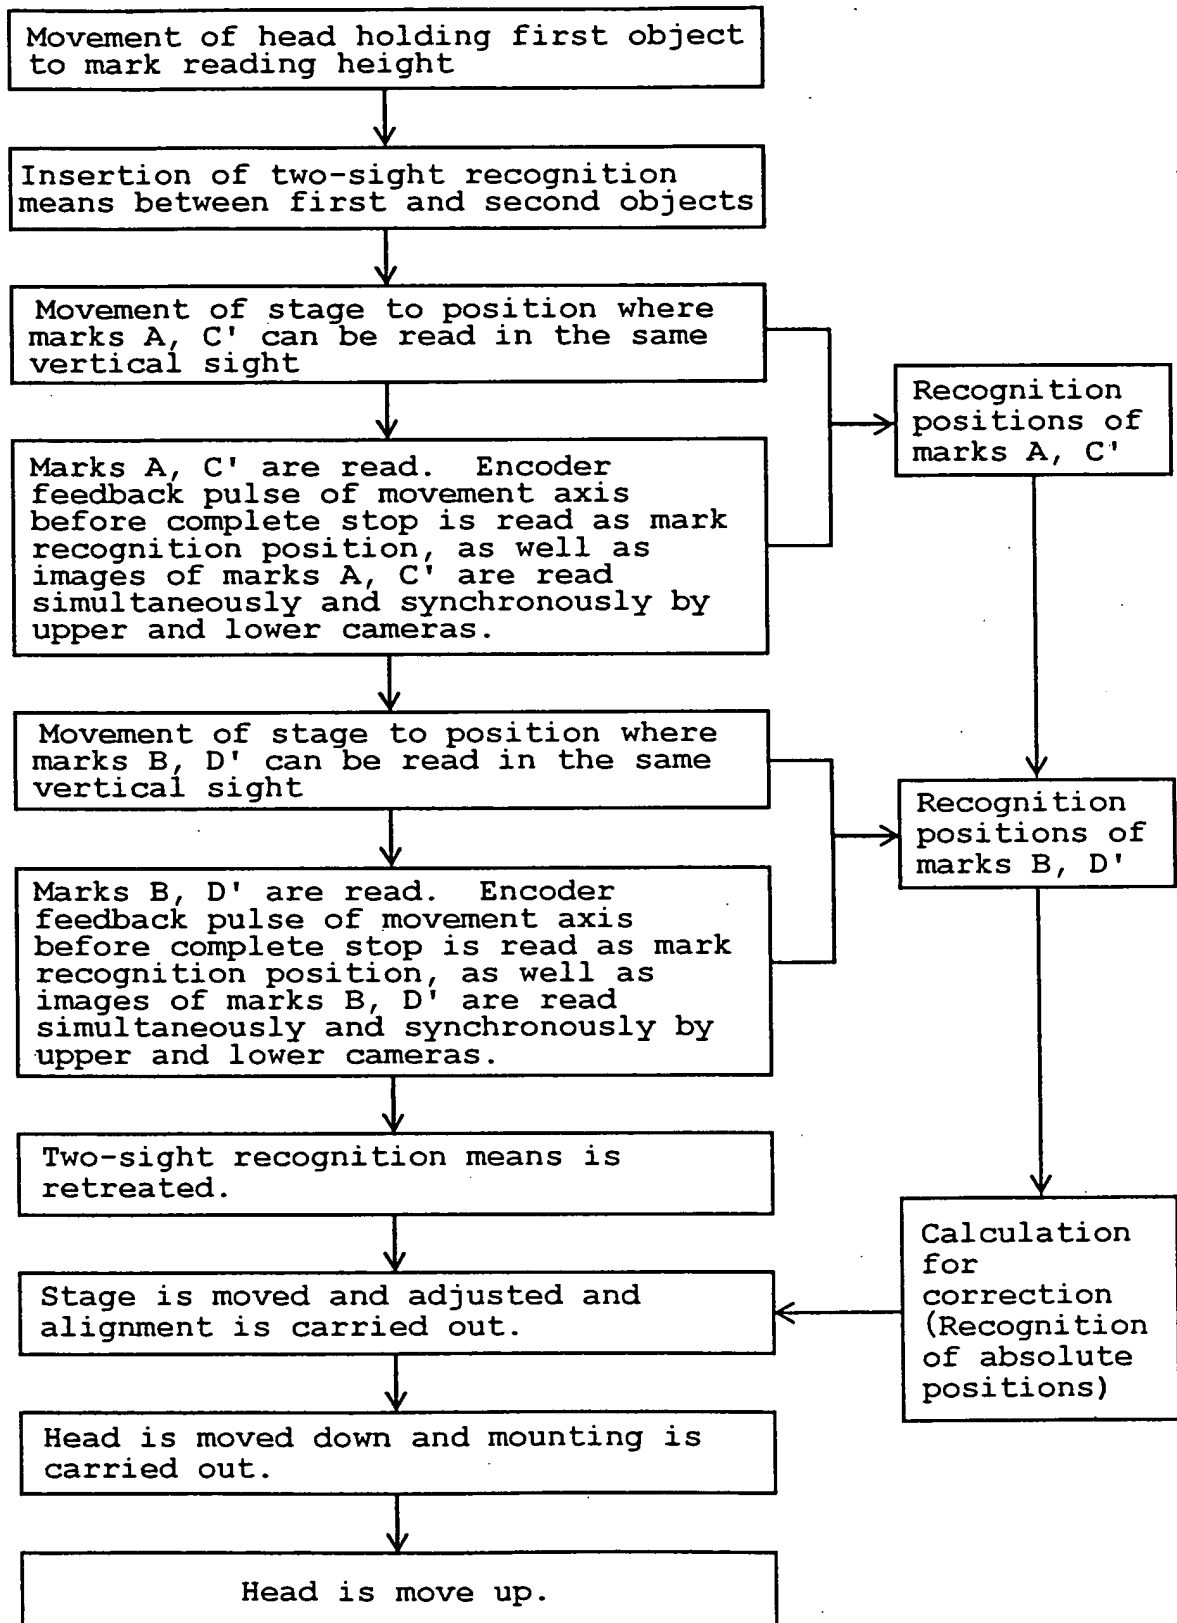 Movement of head holding first object
to mark reading height
Insertion of two-sight recognition
means between first and second objects
Movement of stage to position where
marks A, C' can be read in the same
vertical sight
Recognition
positions of
marks A, C'
Marks A, C' are read. Encoder
feedback pulse of movement axis
before complete stop is read as mark
recognition position, as well as
images of marks A, C' are read
simultaneously and synchronously by
upper and lower cameras.
Movement of stage to position where
marks B, D' can be read in the same
vertical sight
Recognition
positions of
marks B, D'
Marks B, D' are read. Encoder
feedback pulse of movement axis
before complete stop is read as mark
recognition position, as well as
images of marks B, D' are read
simultaneously and synchronously by
upper and lower cameras.
Two-sight recognition means is
retreated.
Calculation
for
correction
(Recognition
of absolute
positions)
Stage is moved and adjusted and
alignment is carried out.
Head is moved down and mounting is
carried out.
Head is move up.